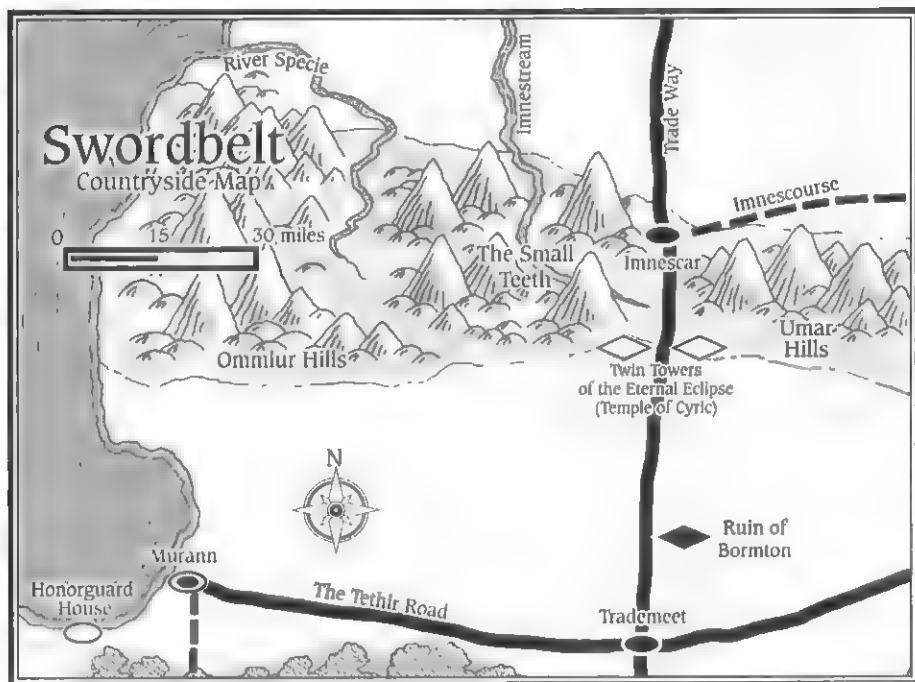 River Specie
Imnestream
Trade Way
Swordbelt
Countryside Map
0 15 30 miles
Imnescourse
Imnescar
The Small
Teeth
Umar
Hills
Omnlur Hills
Twin Towers
of the Eternal Eclipse
(Temple of Cyric)
N
Ruin of
Bormton
Murann
Honorguard
House
The Tethir Road
Trademeet